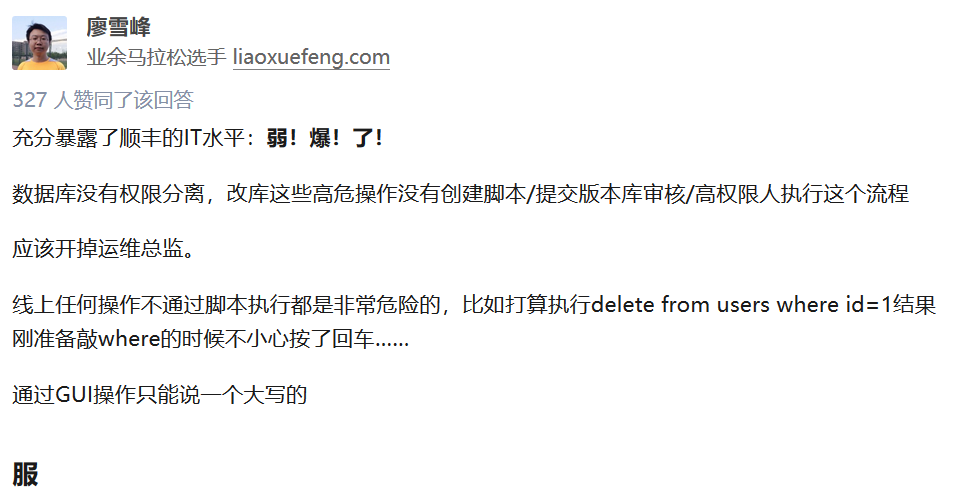 廖雪峰
业余马拉松选手 liaoxuefeng.com
327 人赞同了该回答
充分暴露了顺丰的IT水平：弱！爆！了！
数据库没有权限分离，改库这些高危操作没有创建脚本/提交版本库审核/高权限人执行这个流程
应该开掉运维总监。
线上任何操作不通过脚本执行都是非常危险的，比如打算执行delete from users where id=1结果
刚准备敲where的时候不小心按了回车……
通过GUI操作只能说一个大写的
服